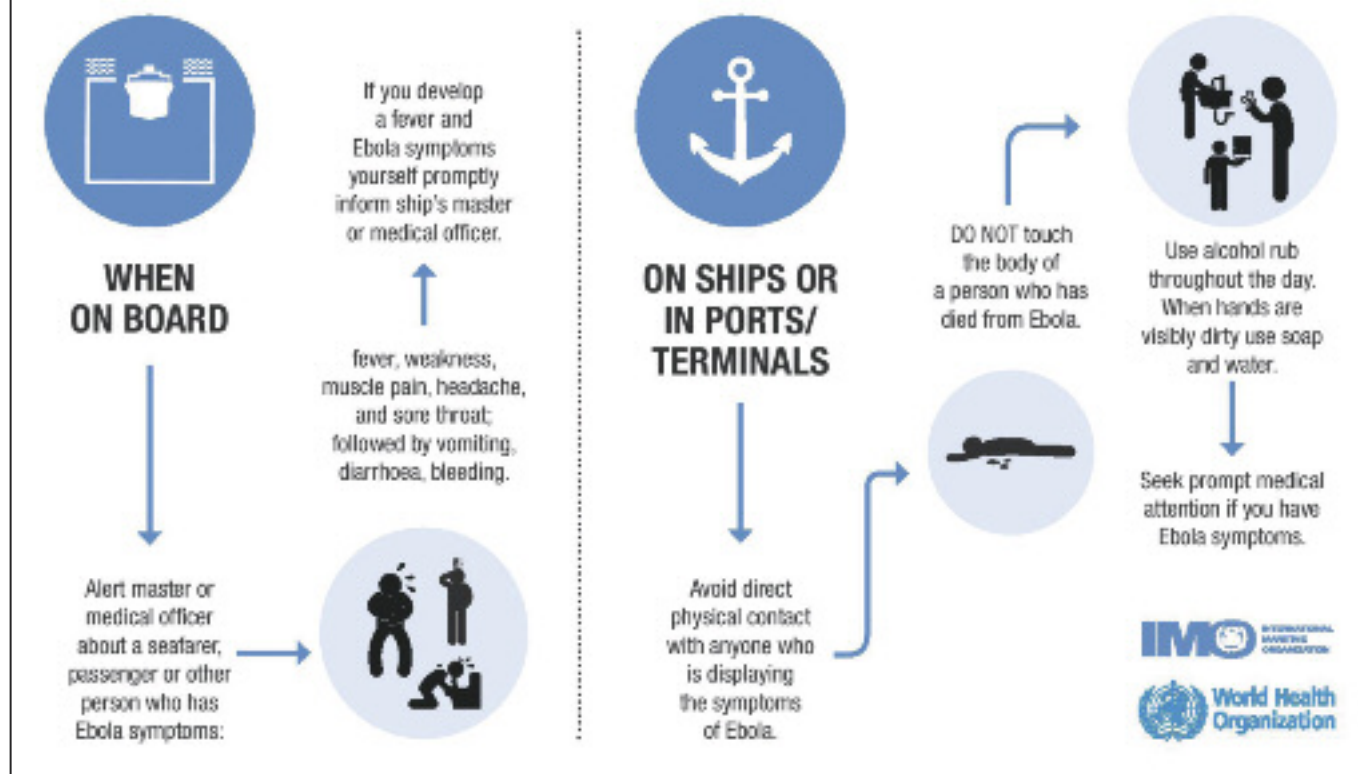 WHEN
ON BOARD
Alert master or
medical officer
about a seafarer,
passenger or other
person who has
Ebola symptoms:
fever, weakness,
muscle pain, headache,
and sore throat;
followed by vomiting,
diarrhoea, bleeding.
If you develop
a fever and
Ebola symptoms
yourself promptly
inform ship's master
or medical officer.
ON SHIPS OR
IN PORTS/
TERMINALS
Avoid direct
physical contact
with anyone who
is displaying
the symptoms
of Ebola.
DO NOT touch
the body of
a person who has
died from Ebola.
Use alcohol rub
throughout the day.
When hands are
visibly dirty use soap
and water.
Seek prompt medical
attention if you have
Ebola symptoms.
IMO
INTERNATIONAL
MARITIME
ORGANIZATION
World Health
Organization